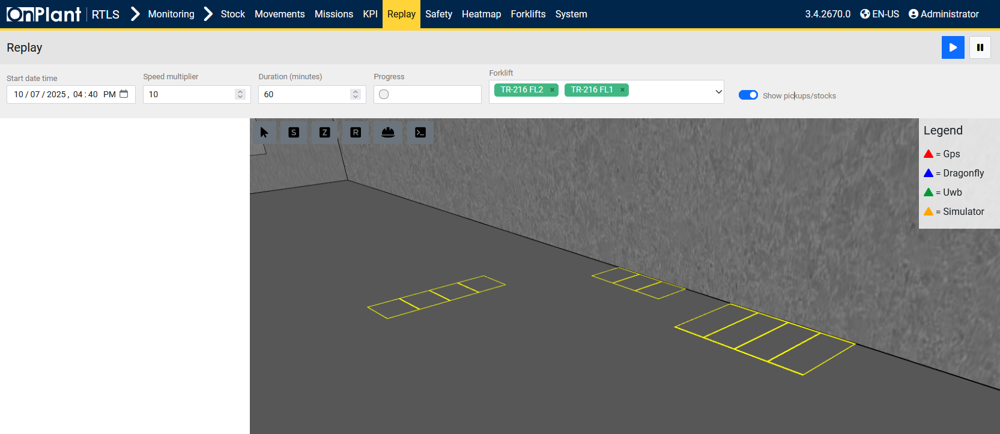 OnPlant RTLS Monitoring Stock Movements Missions KPI Replay Safety Heatmap Forklifts System 3.4.2670.0 EN-US Administrator
Replay
Start date time Speed multiplier Duration (minutes) Progress Forklift
10 / 07 / 2025 , 04 : 40 PM 10 60 TR-216 FL2 × TR-216 FL1 × Show pickups/stocks
S Z R >_
Legend
= Gps
= Dragonfly
= Uwb
= Simulator